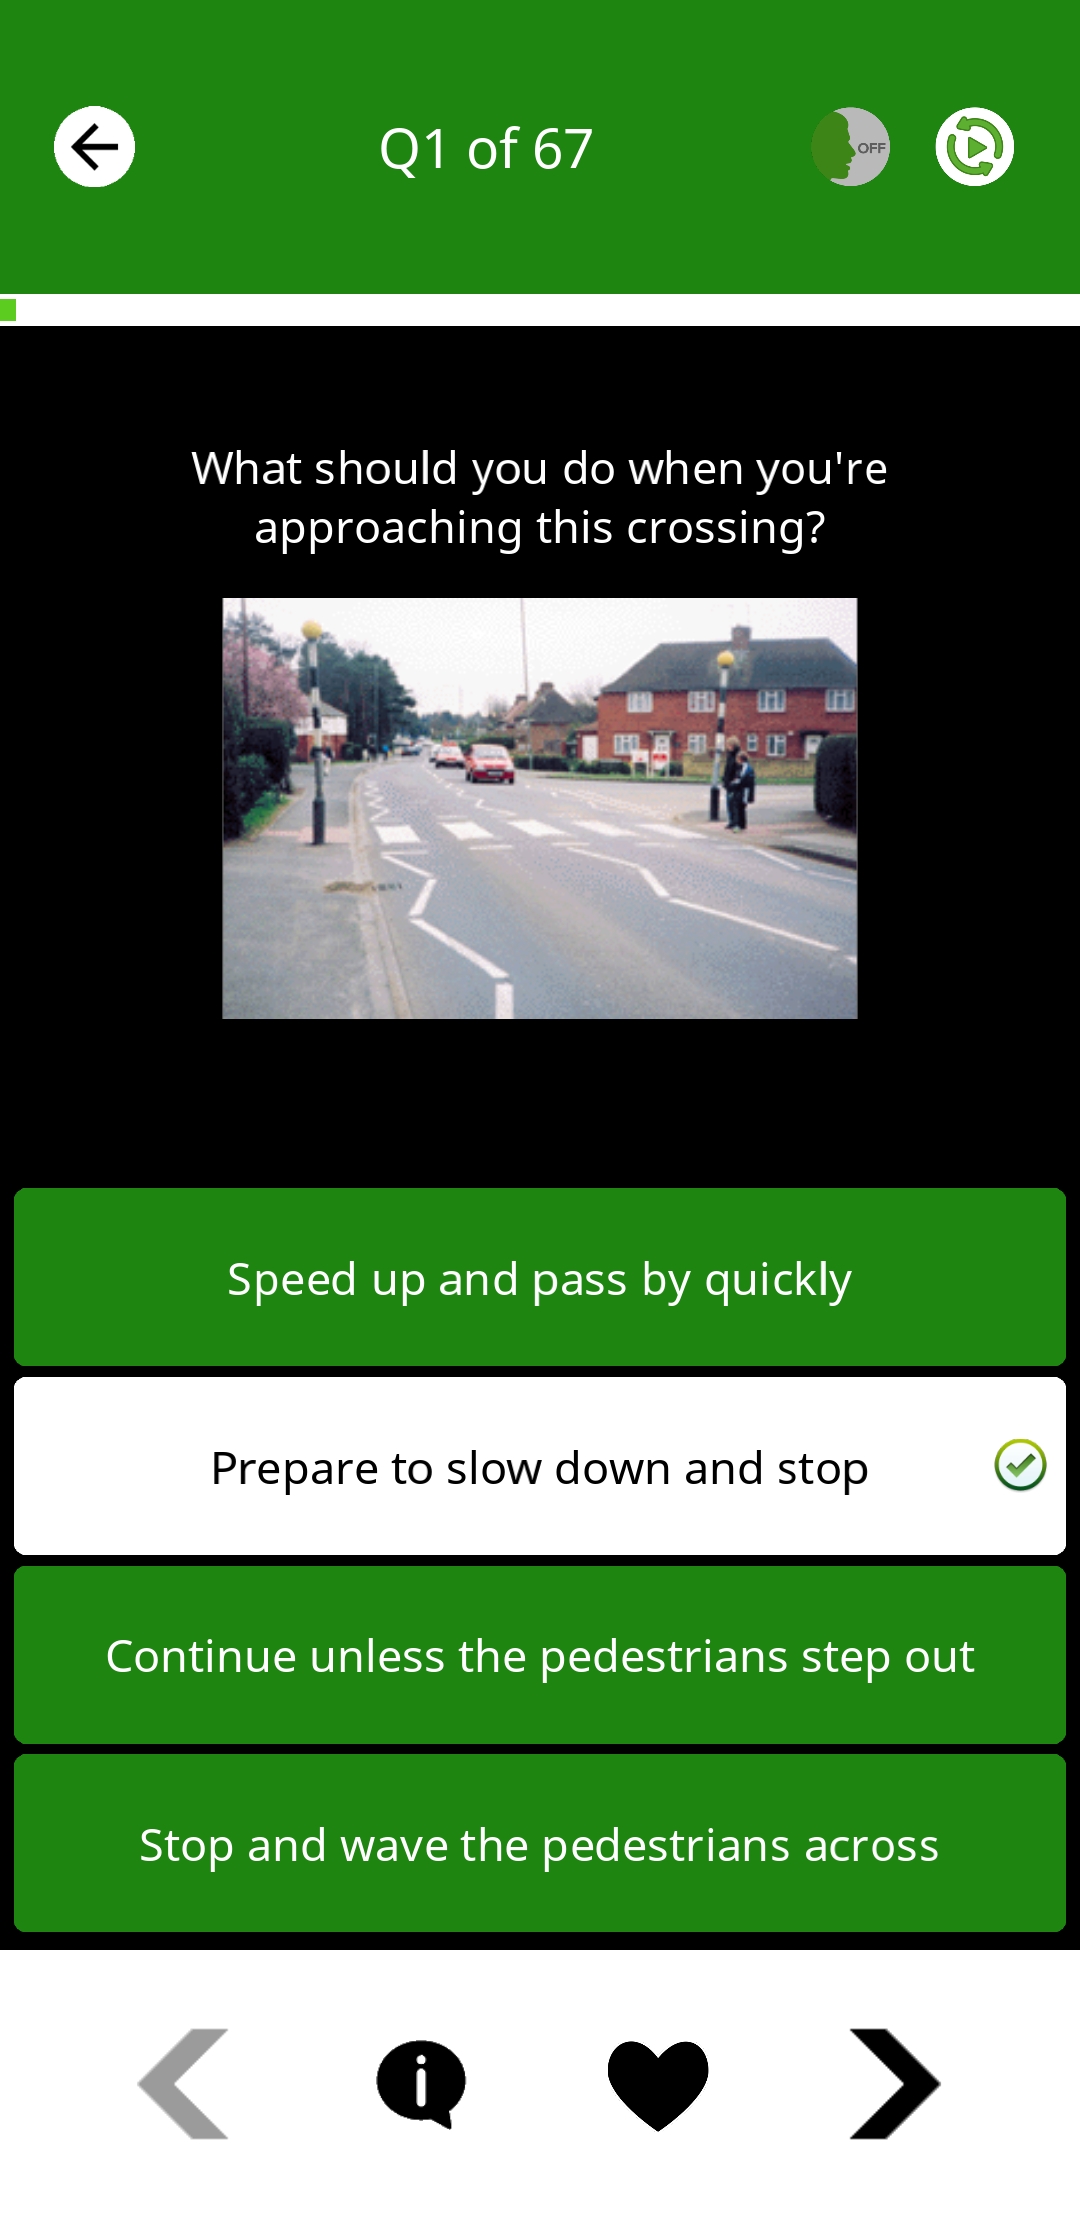 Q1 of 67
OFF
What should you do when you're
approaching this crossing?
Speed up and pass by quickly
Prepare to slow down and stop
Continue unless the pedestrians step out
Stop and wave the pedestrians across